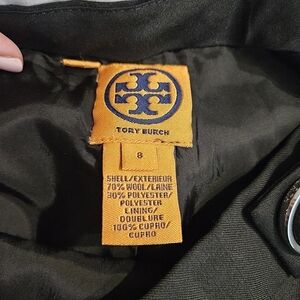 TORY BURCH
8
SHELL/EXTERIEUR
70% WOOL/LAINE
30% POLYESTER/
POLYESTER
LINING/
DOUBLURE
100% CUPRO/
CUPRO